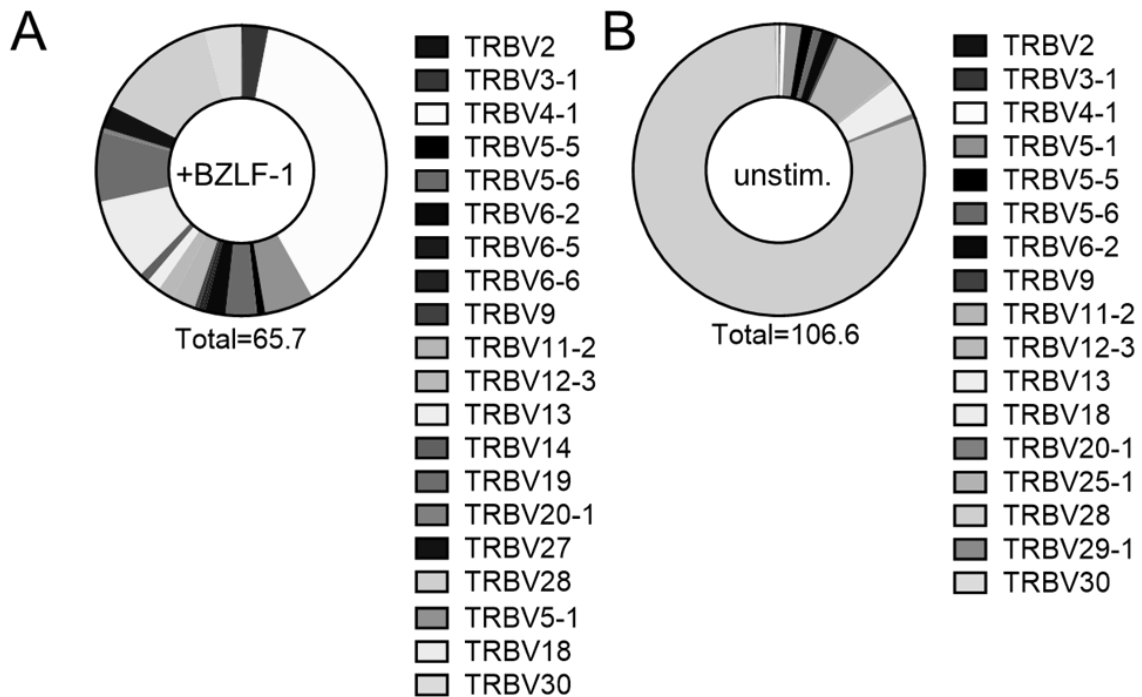 A
+BZLF-1
Total=65.7
TRBV2
TRBV3-1
TRBV4-1
TRBV5-5
TRBV5-6
TRBV6-2
TRBV6-5
TRBV6-6
TRBV9
TRBV11-2
TRBV12-3
TRBV13
TRBV14
TRBV19
TRBV20-1
TRBV27
TRBV28
TRBV5-1
TRBV18
TRBV30
B
unstim.
Total=106.6
TRBV2
TRBV3-1
TRBV4-1
TRBV5-1
TRBV5-5
TRBV5-6
TRBV6-2
TRBV9
TRBV11-2
TRBV12-3
TRBV13
TRBV18
TRBV20-1
TRBV25-1
TRBV28
TRBV29-1
TRBV30